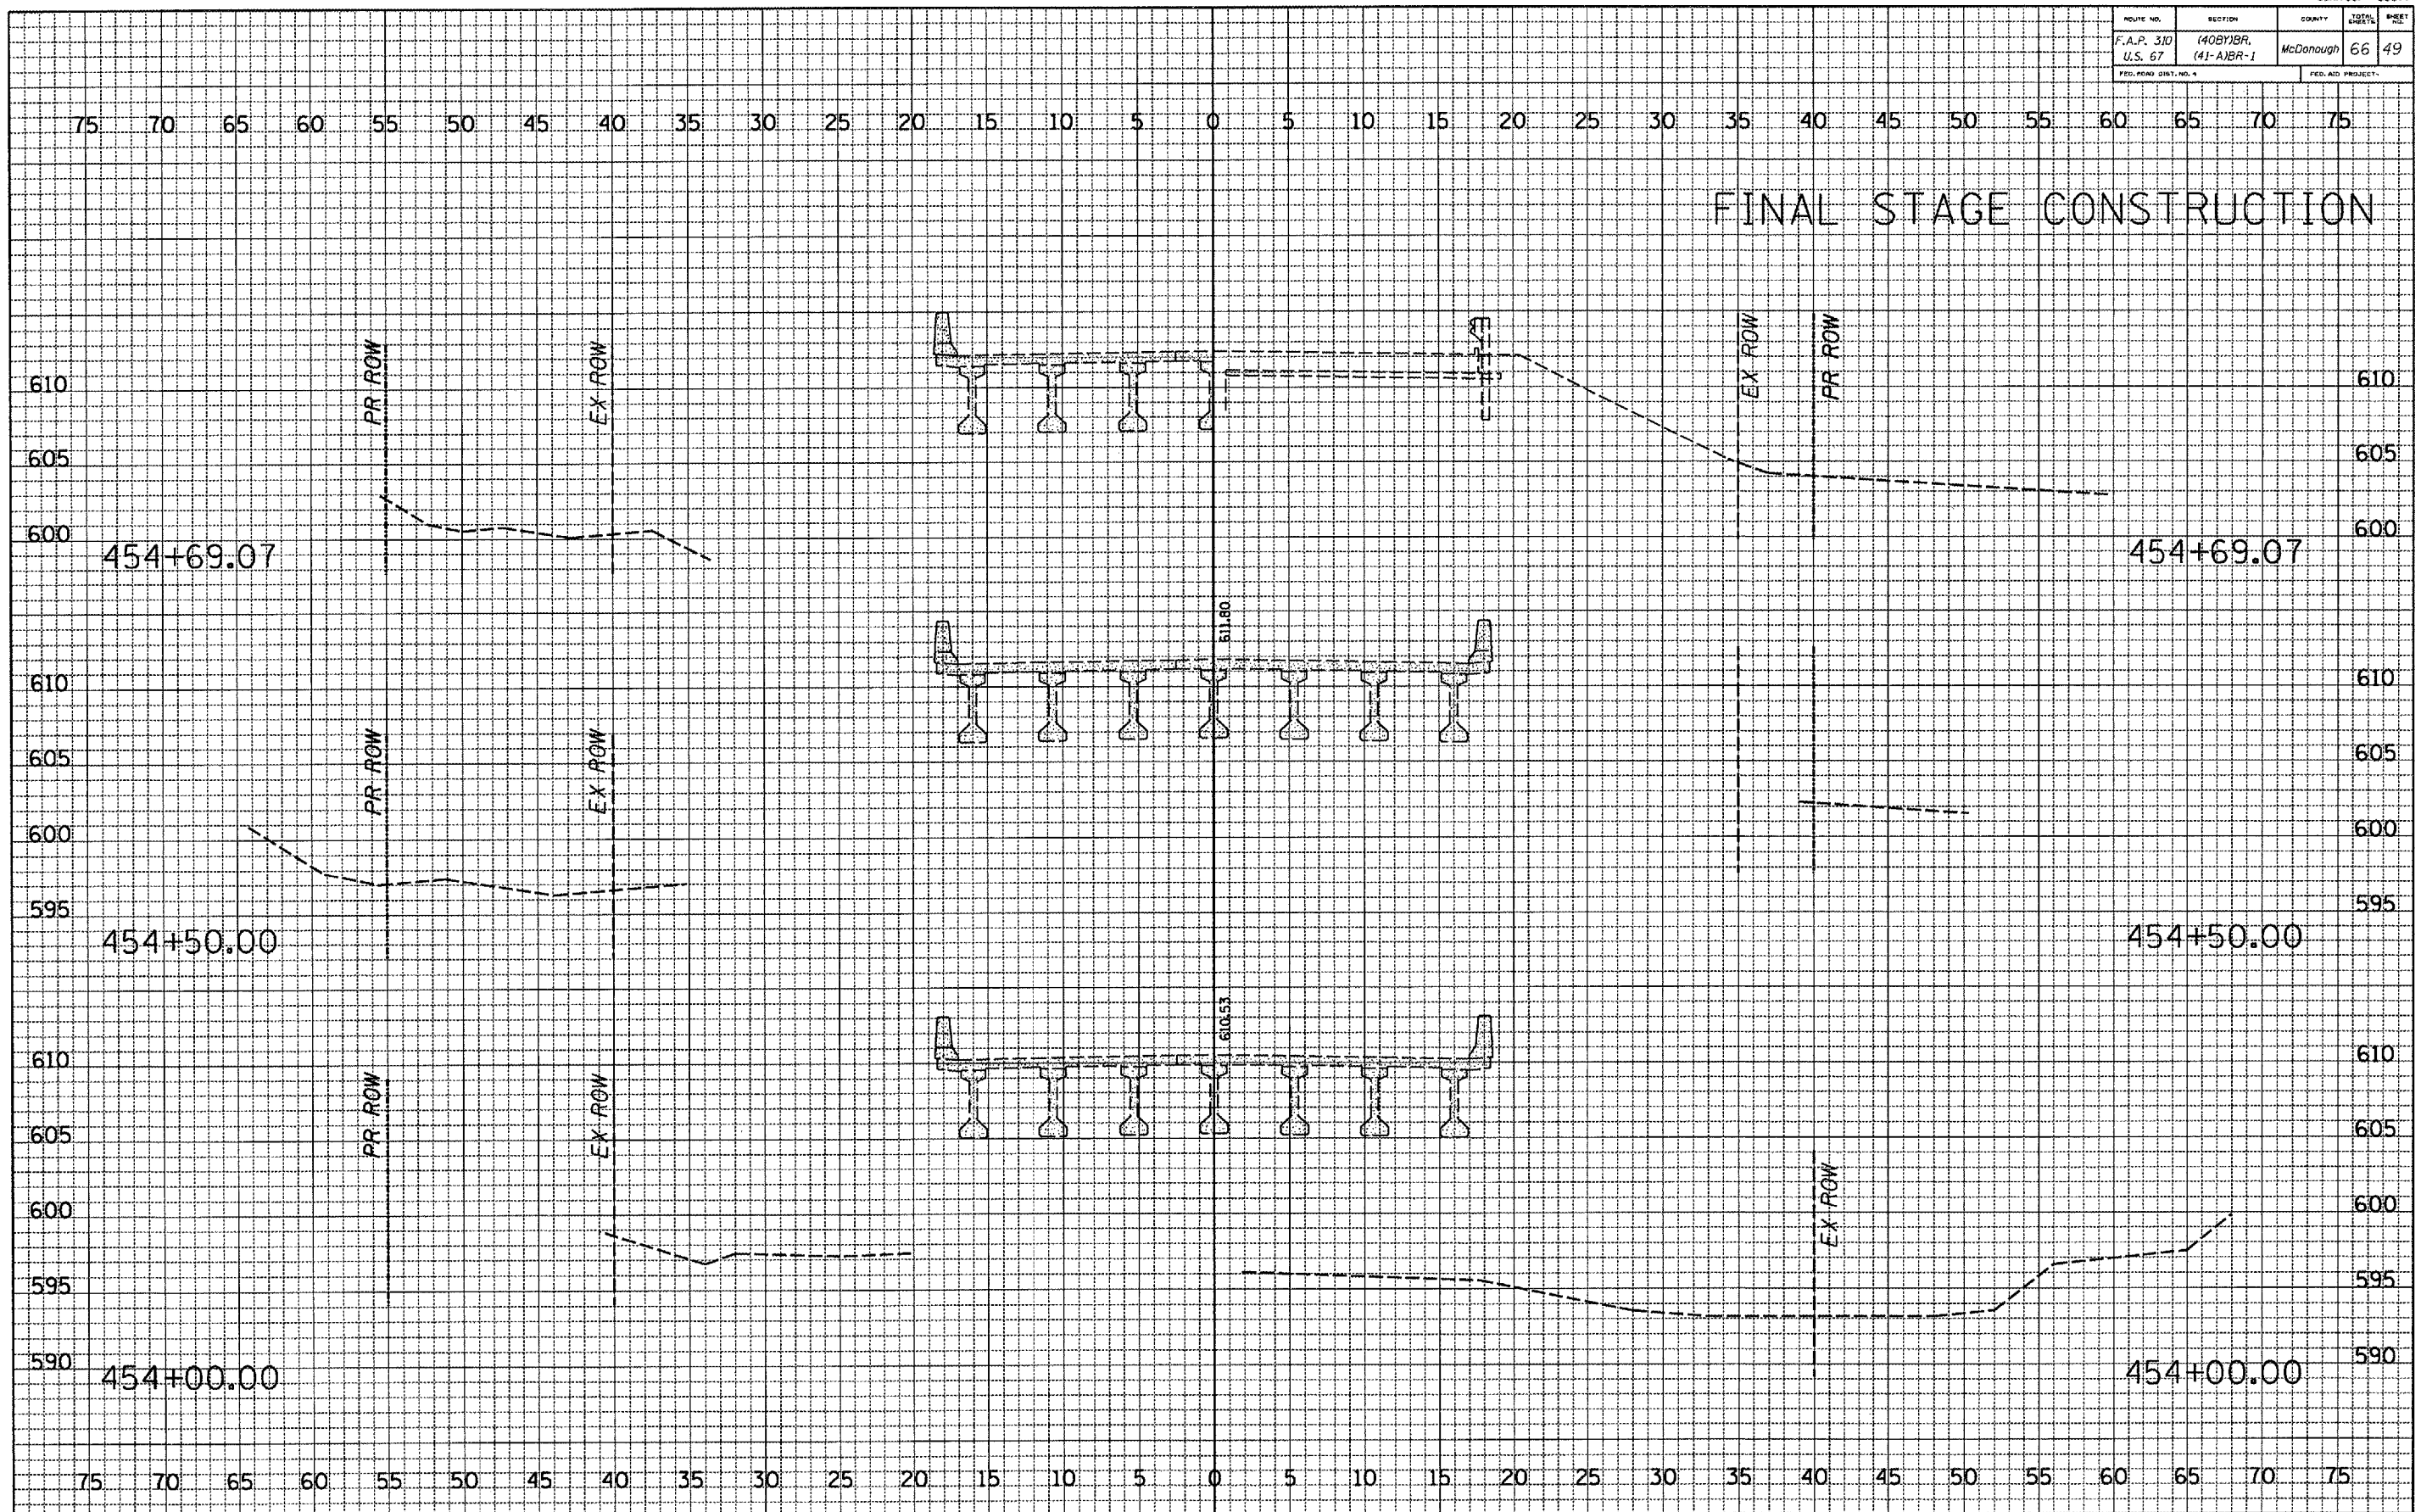 ROUTE NO. SECTION COUNTY TOTAL SHEETS SHEET NO.
F.A.P. 310 (40BY)BR, McDonough 66 49
U.S. 67 (41-A)BR-1
FED. ROAD DIST. NO. 4 FED. AID PROJECT-
75 70 65 60 55 50 45 40 35 30 25 20 15 10 5 0 5 10 15 20 25 30 35 40 45 50 55 60 65 70 75
FINAL STAGE CONSTRUCTION
PR ROW EX ROW EX ROW PR ROW
610 610
605 605
600 600
454+69.07 454+69.07
611.80
610 610
PR ROW EX ROW
605 605
600 600
595 595
454+50.00 454+50.00
610.53
610 610
PR ROW EX ROW
605 605
EX ROW
600 600
595 595
590 590
454+00.00 454+00.00
75 70 65 60 55 50 45 40 35 30 25 20 15 10 5 0 5 10 15 20 25 30 35 40 45 50 55 60 65 70 75